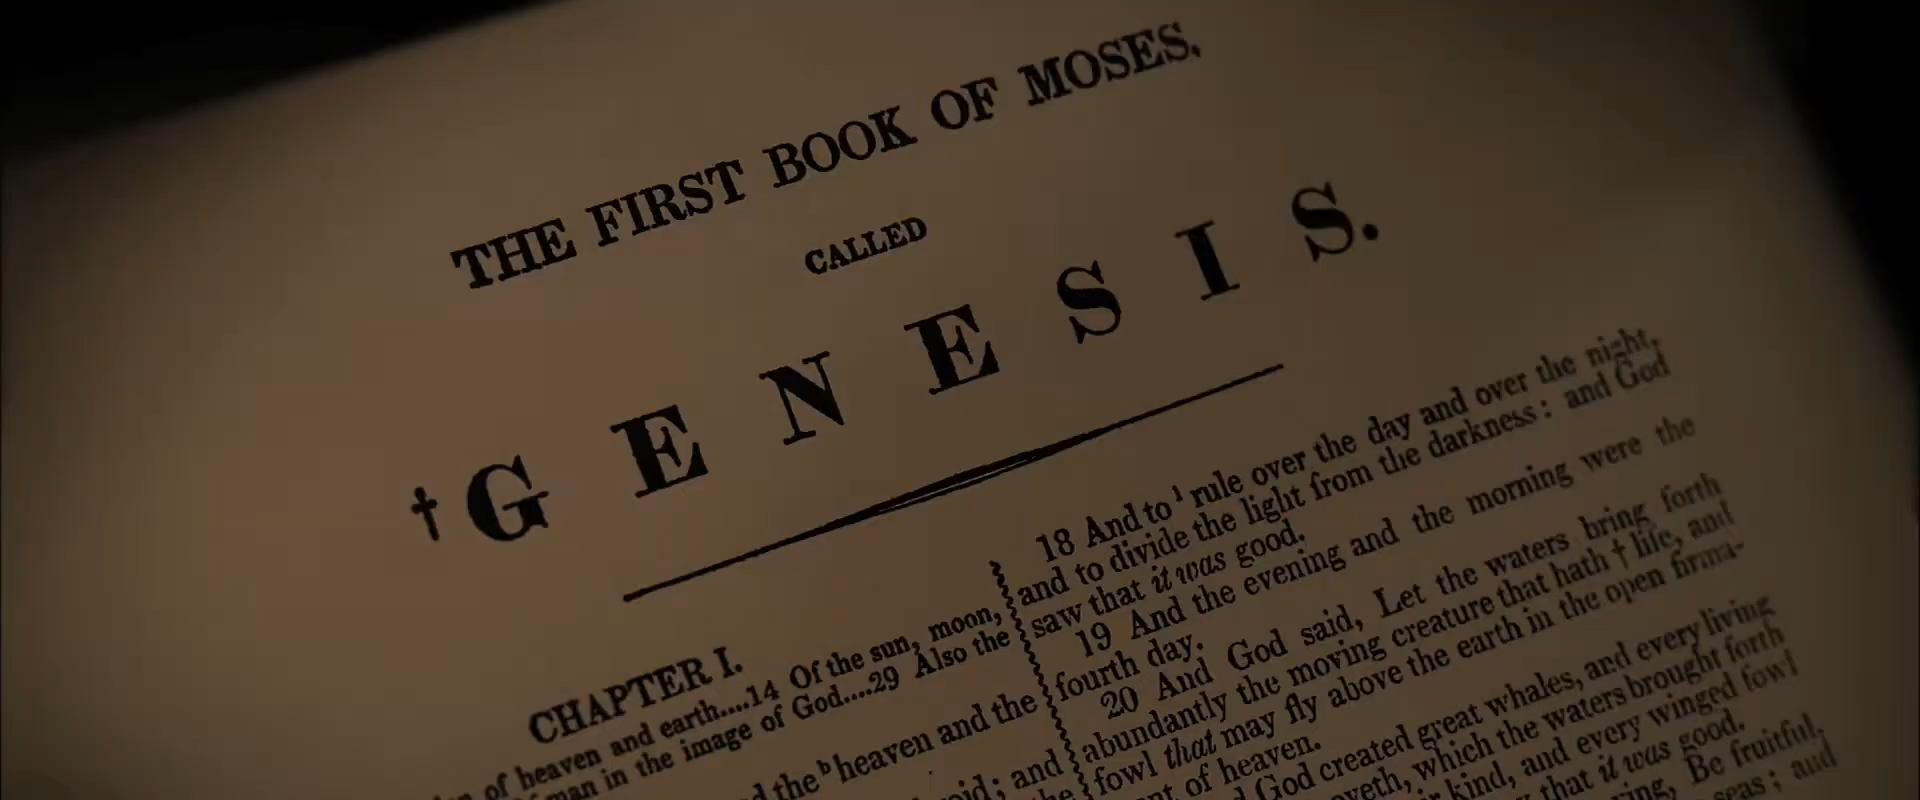 THE FIRST BOOK OF MOSES,
CALLED
†GENESIS.
CHAPTER I.
of heaven and earth....14 Of the sun, moon,
man in the image of God....29 Also the
the ᵇ heaven and the
; and
18 And to ¹ rule over the day and over the night,
and to divide the light from the darkness: and God
saw that it was good.
19 And the evening and the morning were the
fourth day.
20 And God said, Let the waters bring forth
abundantly the moving creature that hath † life, and
fowl that may fly above the earth in the open firma-
of heaven.
God created great whales, and every living
which the waters brought forth
kind, and every winged fowl
that it was good.
Be fruitful,
seas; and